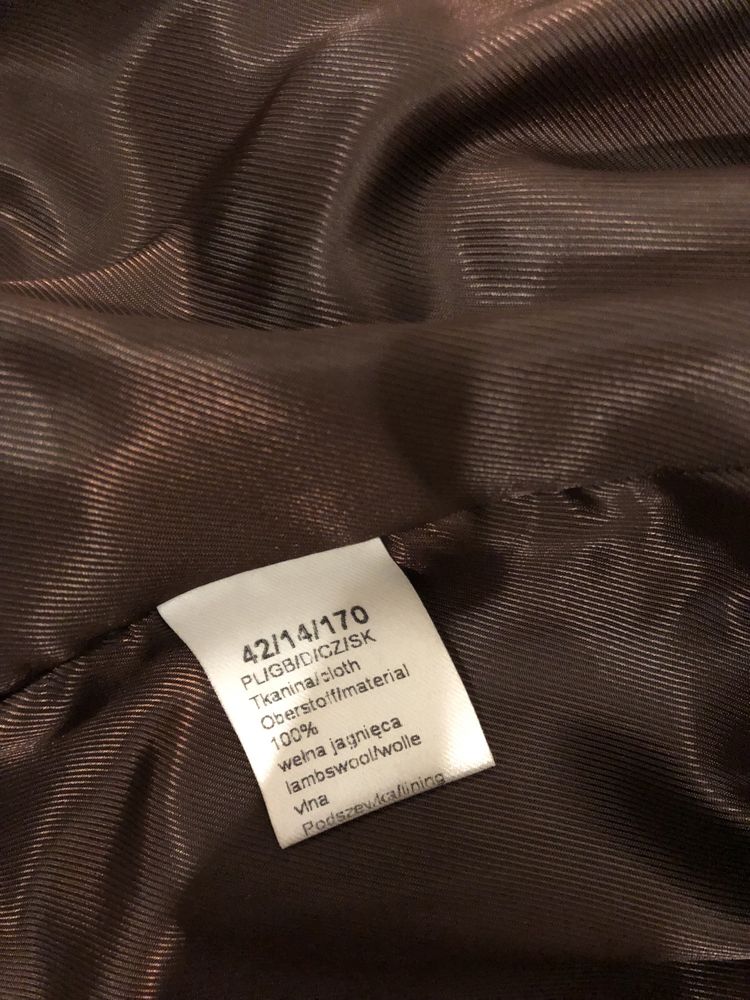 42/14/170
PL/GB/D/CZ/SK
Tkanina/cloth
Oberstoff/material
100%
wełna jagnięca
lambswool/wolle
vlna
Podszewka/lining